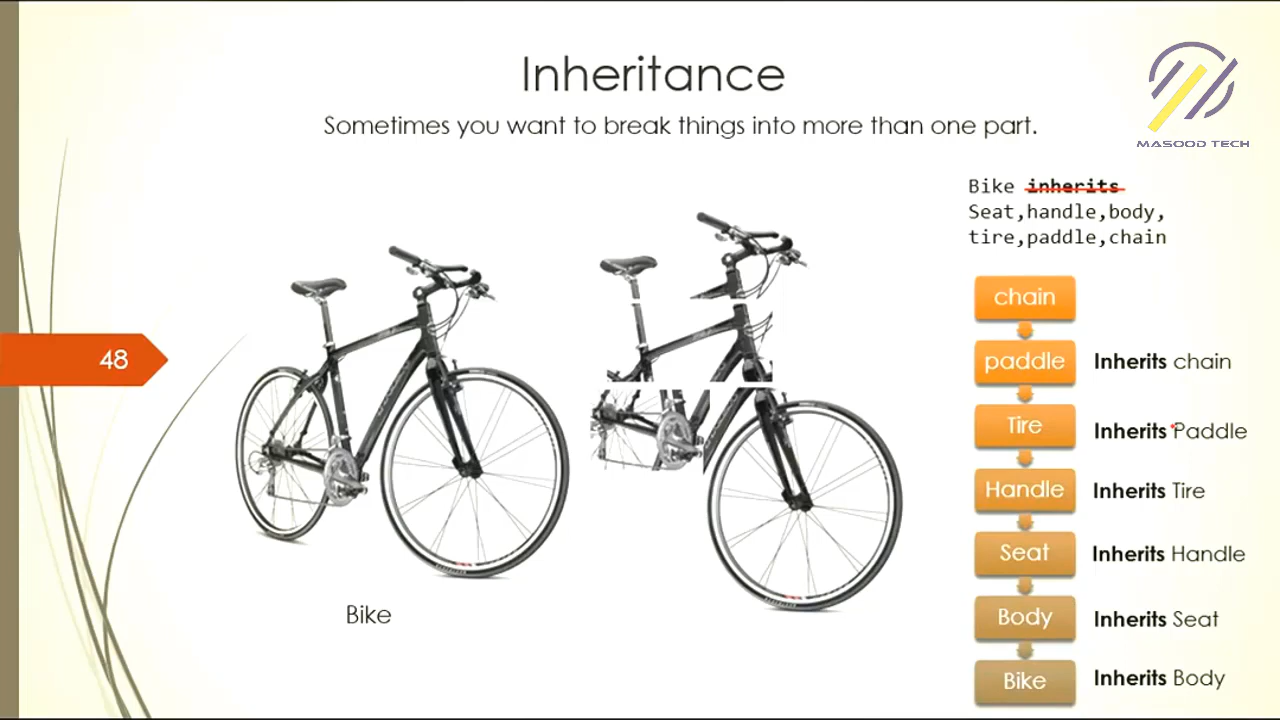 Inheritance
Sometimes you want to break things into more than one part.
MASOOD TECH
Bike inherits
Seat,handle,body,
tire,paddle,chain
48
chain
paddle Inherits chain
Tire Inherits Paddle
Handle Inherits Tire
Seat Inherits Handle
Body Inherits Seat
Bike Inherits Body
Bike